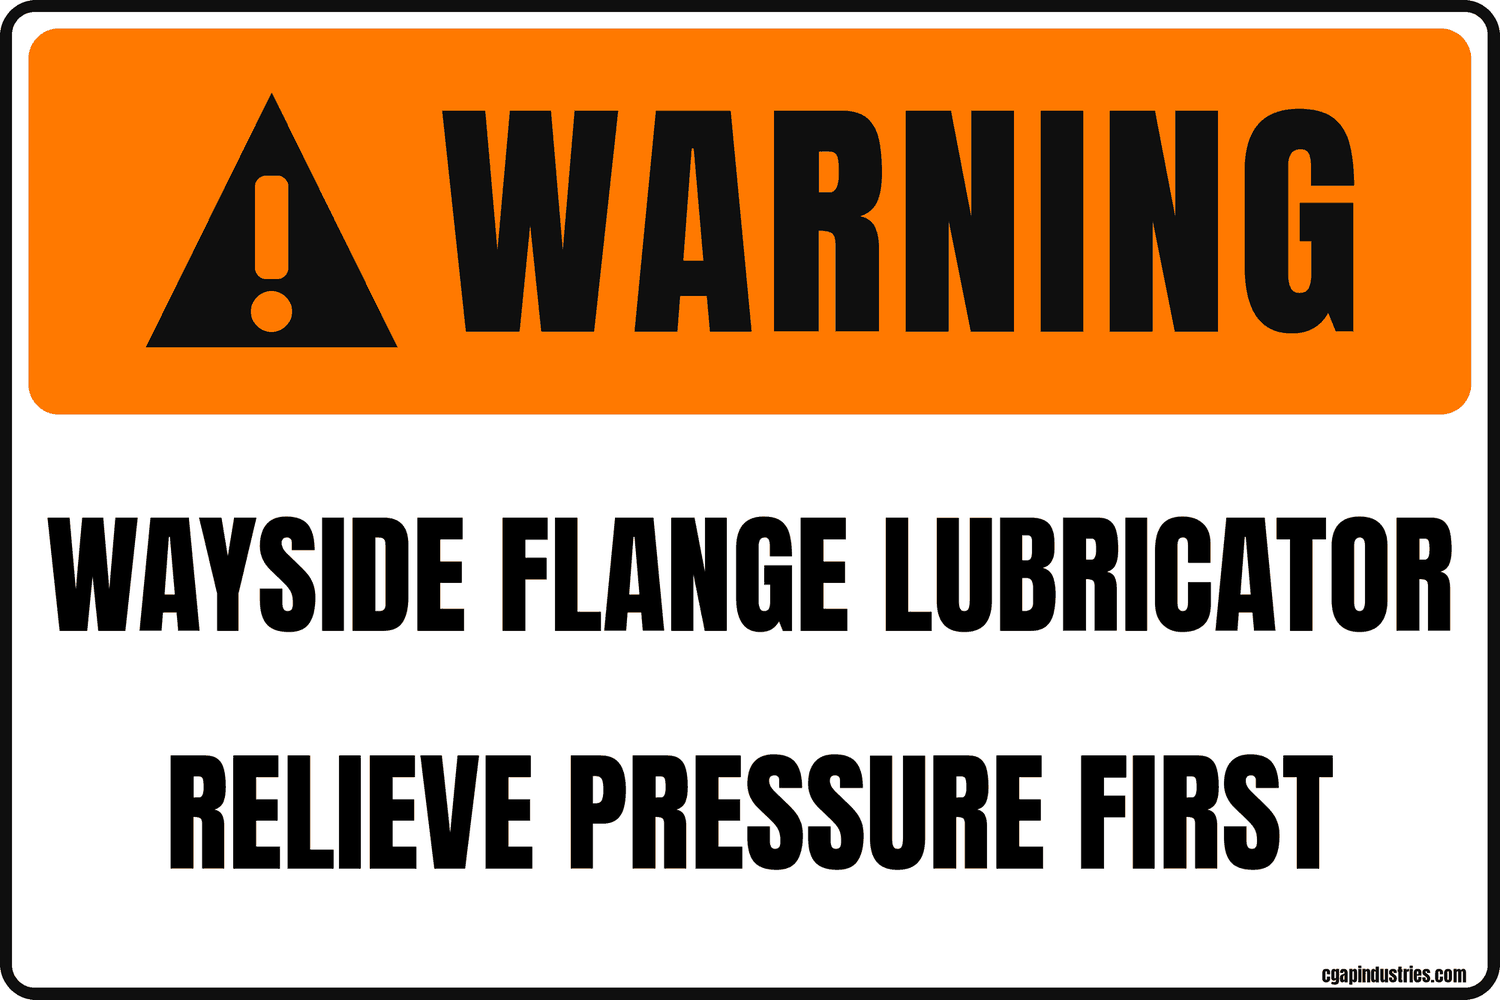 WARNING
WAYSIDE FLANGE LUBRICATOR
RELIEVE PRESSURE FIRST
cgapindustries.com